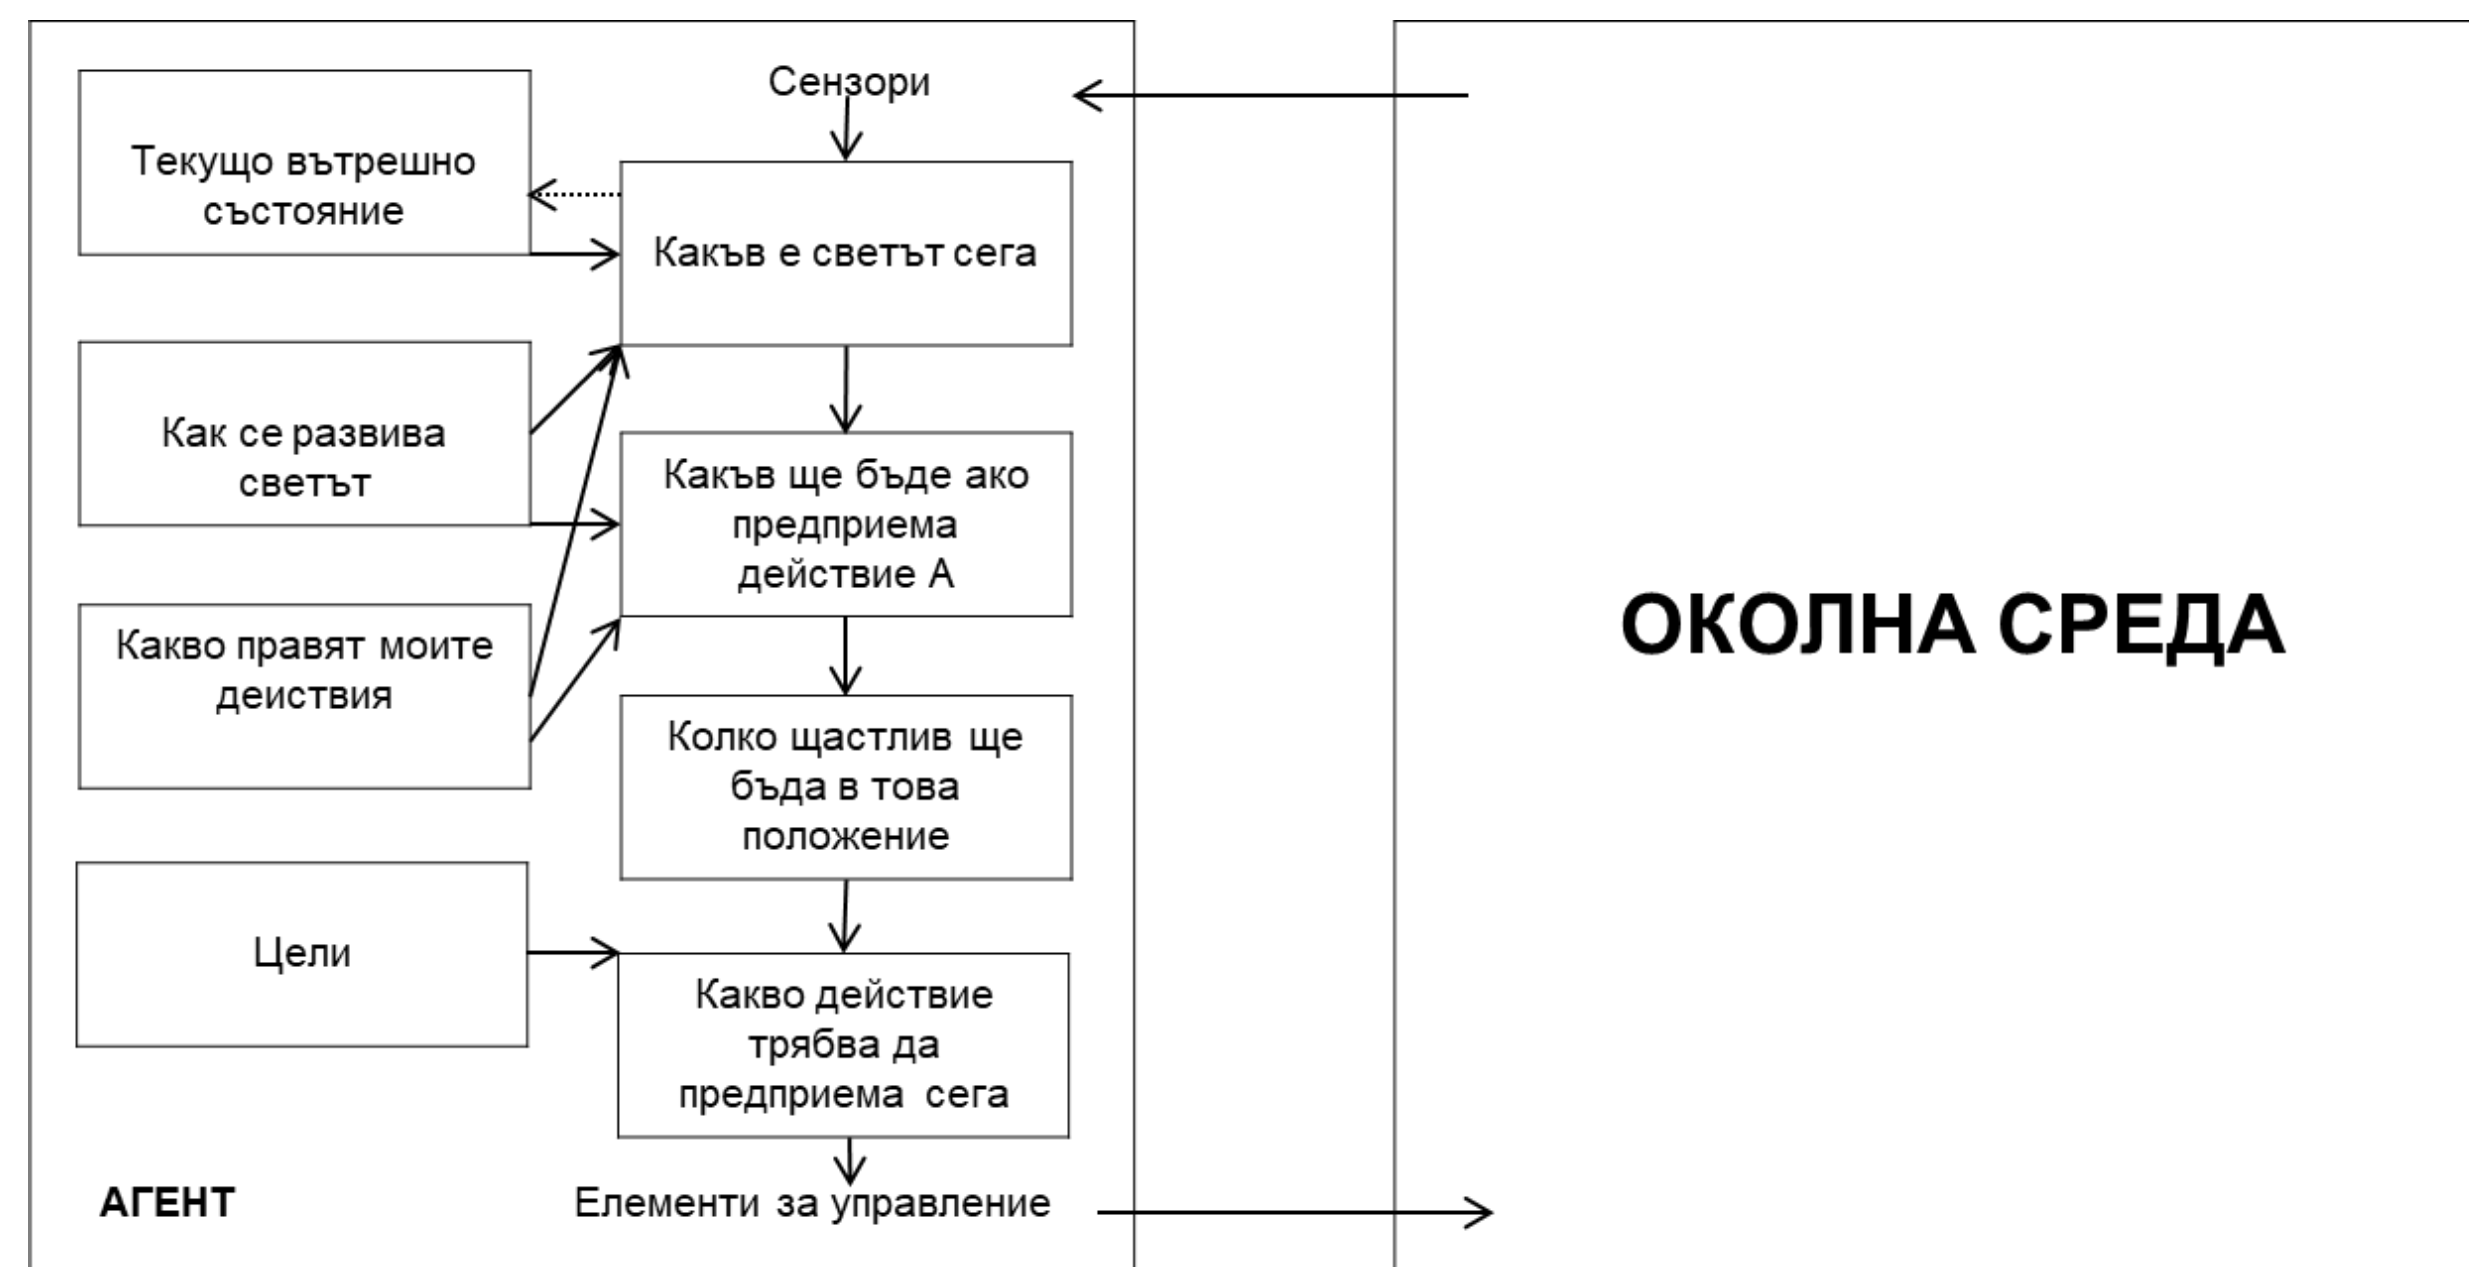 Сензори
Текущо вътрешно
състояние
Какъв е светът сега
Как се развива
светът
Какъв ще бъде ако
предприема
действие А
Какво правят моите
деиствия
Колко щастлив ще
бъда в това
положение
Цели
Какво действие
трябва да
предприема сега
АГЕНТ
Елементи за управление
ОКОЛНА СРЕДА